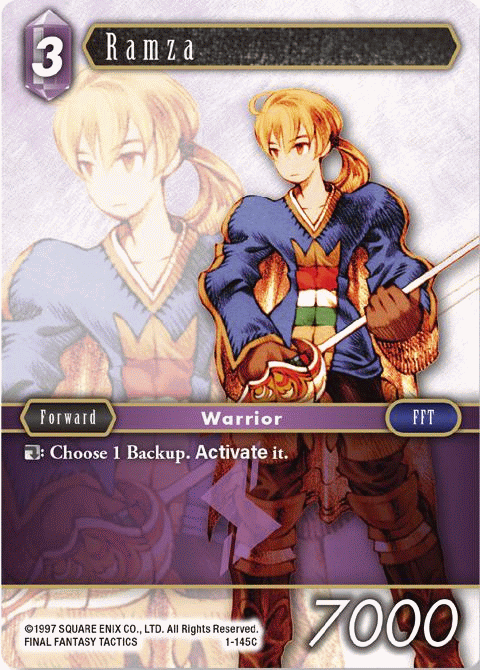 3
Ramza
Forward
Warrior
FFT
: Choose 1 Backup. Activate it.
©1997 SQUARE ENIX CO., LTD. All Rights Reserved.
FINAL FANTASY TACTICS
1-145C
7000